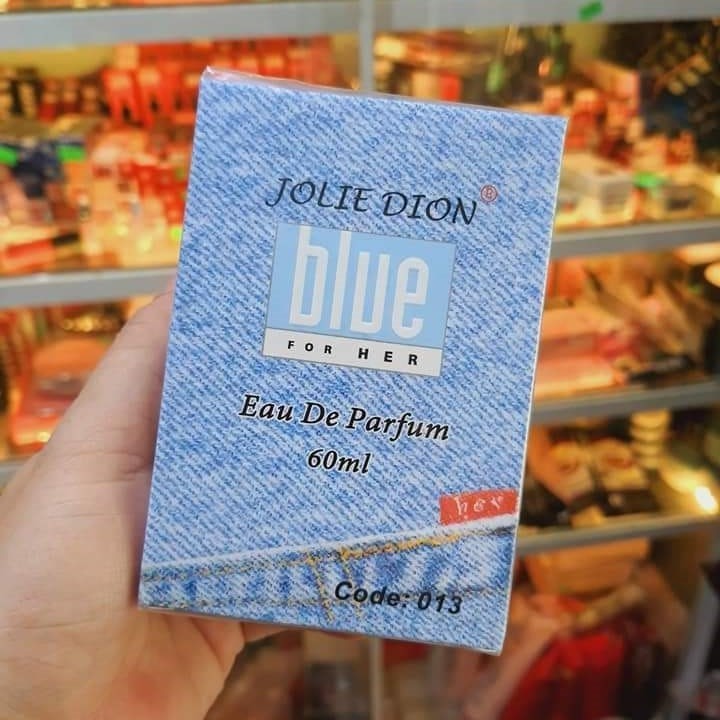 JOLIE DION®
blue
FOR HER
Eau De Parfum
60ml
her
Code: 013